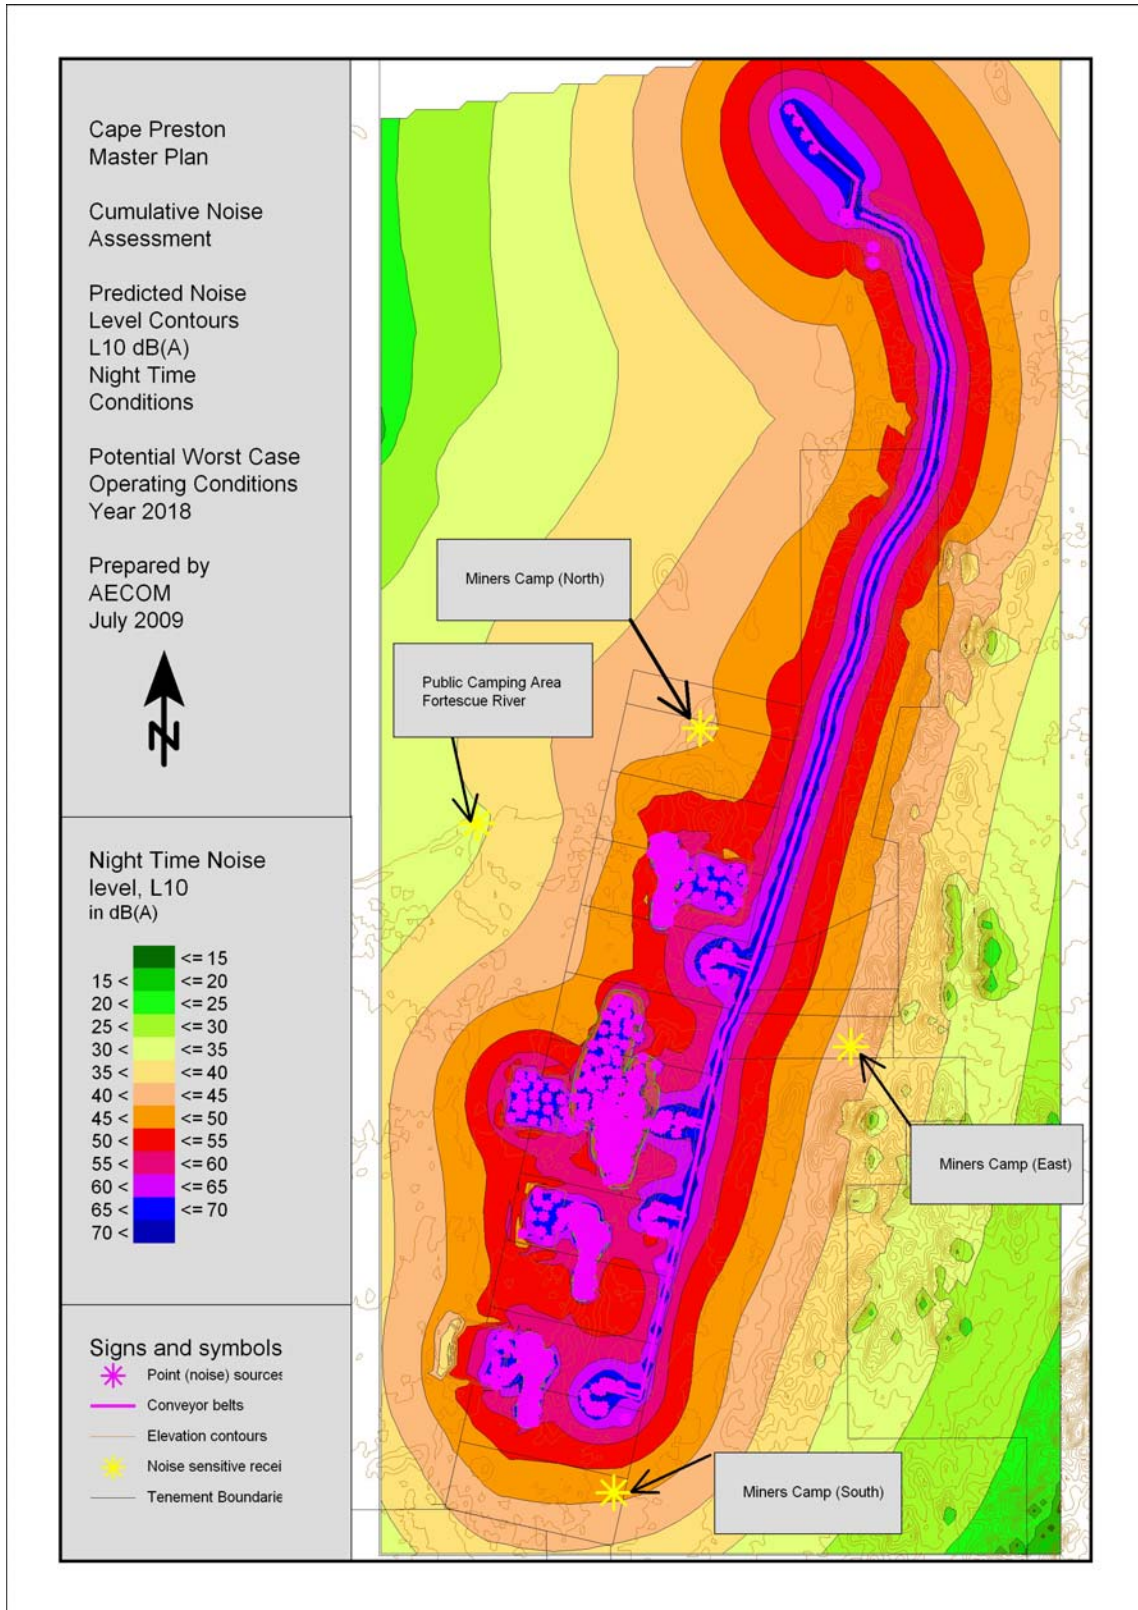 Cape Preston
Master Plan
Cumulative Noise
Assessment
Predicted Noise
Level Contours
L10 dB(A)
Night Time
Conditions
Potential Worst Case
Operating Conditions
Year 2018
Prepared by
AECOM
July 2009
N
Night Time Noise
level, L10
in dB(A)
<= 15
15 < <= 20
20 < <= 25
25 < <= 30
30 < <= 35
35 < <= 40
40 < <= 45
45 < <= 50
50 < <= 55
55 < <= 60
60 < <= 65
65 < <= 70
70 <
Signs and symbols
Point (noise) sources
Conveyor belts
Elevation contours
Noise sensitive recei
Tenement Boundarie
Miners Camp (North)
Public Camping Area
Fortescue River
Miners Camp (East)
Miners Camp (South)